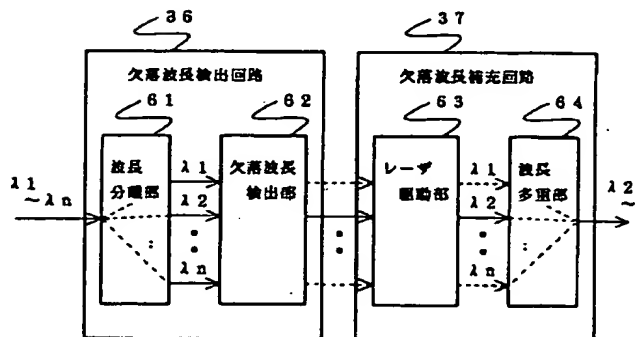 36
37
欠落波長検出回路
欠落波長補充回路
61
62
63
64
λ1
~λn
波長
分離部
λ1
λ2
:
λn
欠落波長
検出部
:
レーザ
駆動部
λ1
λ2
:
λn
波長
多重部
λ2
~